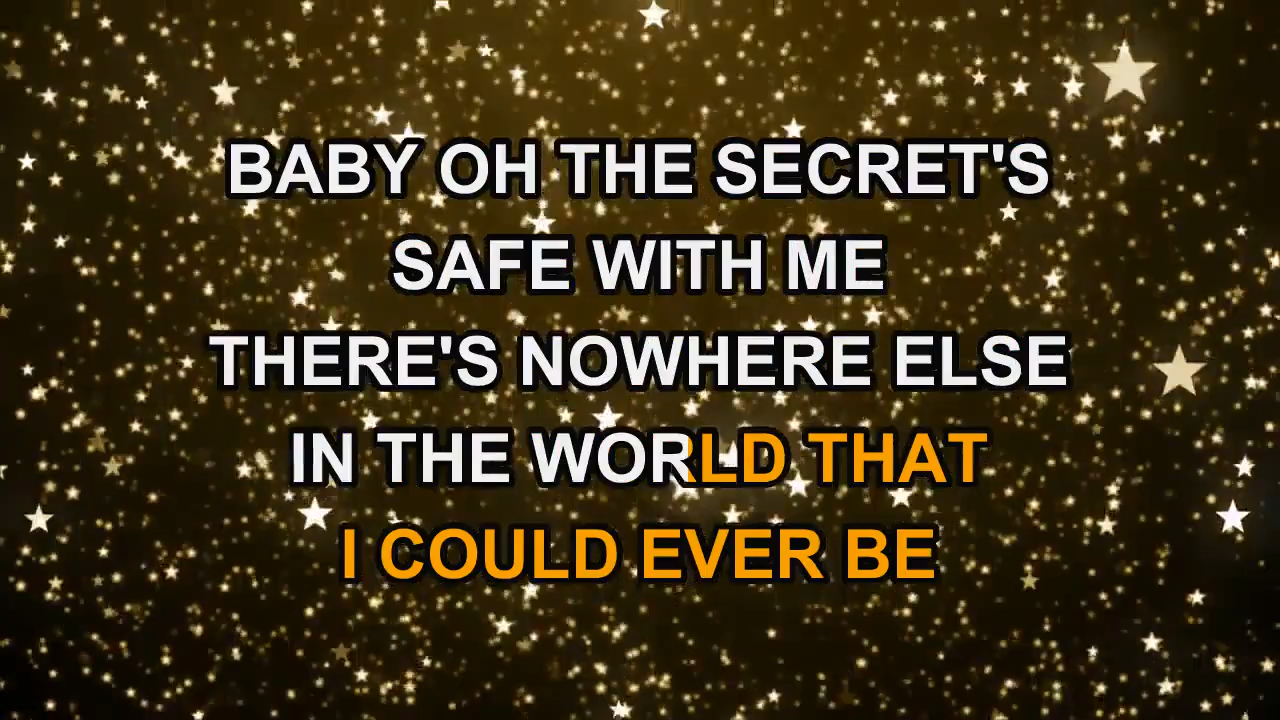 BABY OH THE SECRET'S
SAFE WITH ME
THERE'S NOWHERE ELSE
IN THE WORLD THAT
I COULD EVER BE